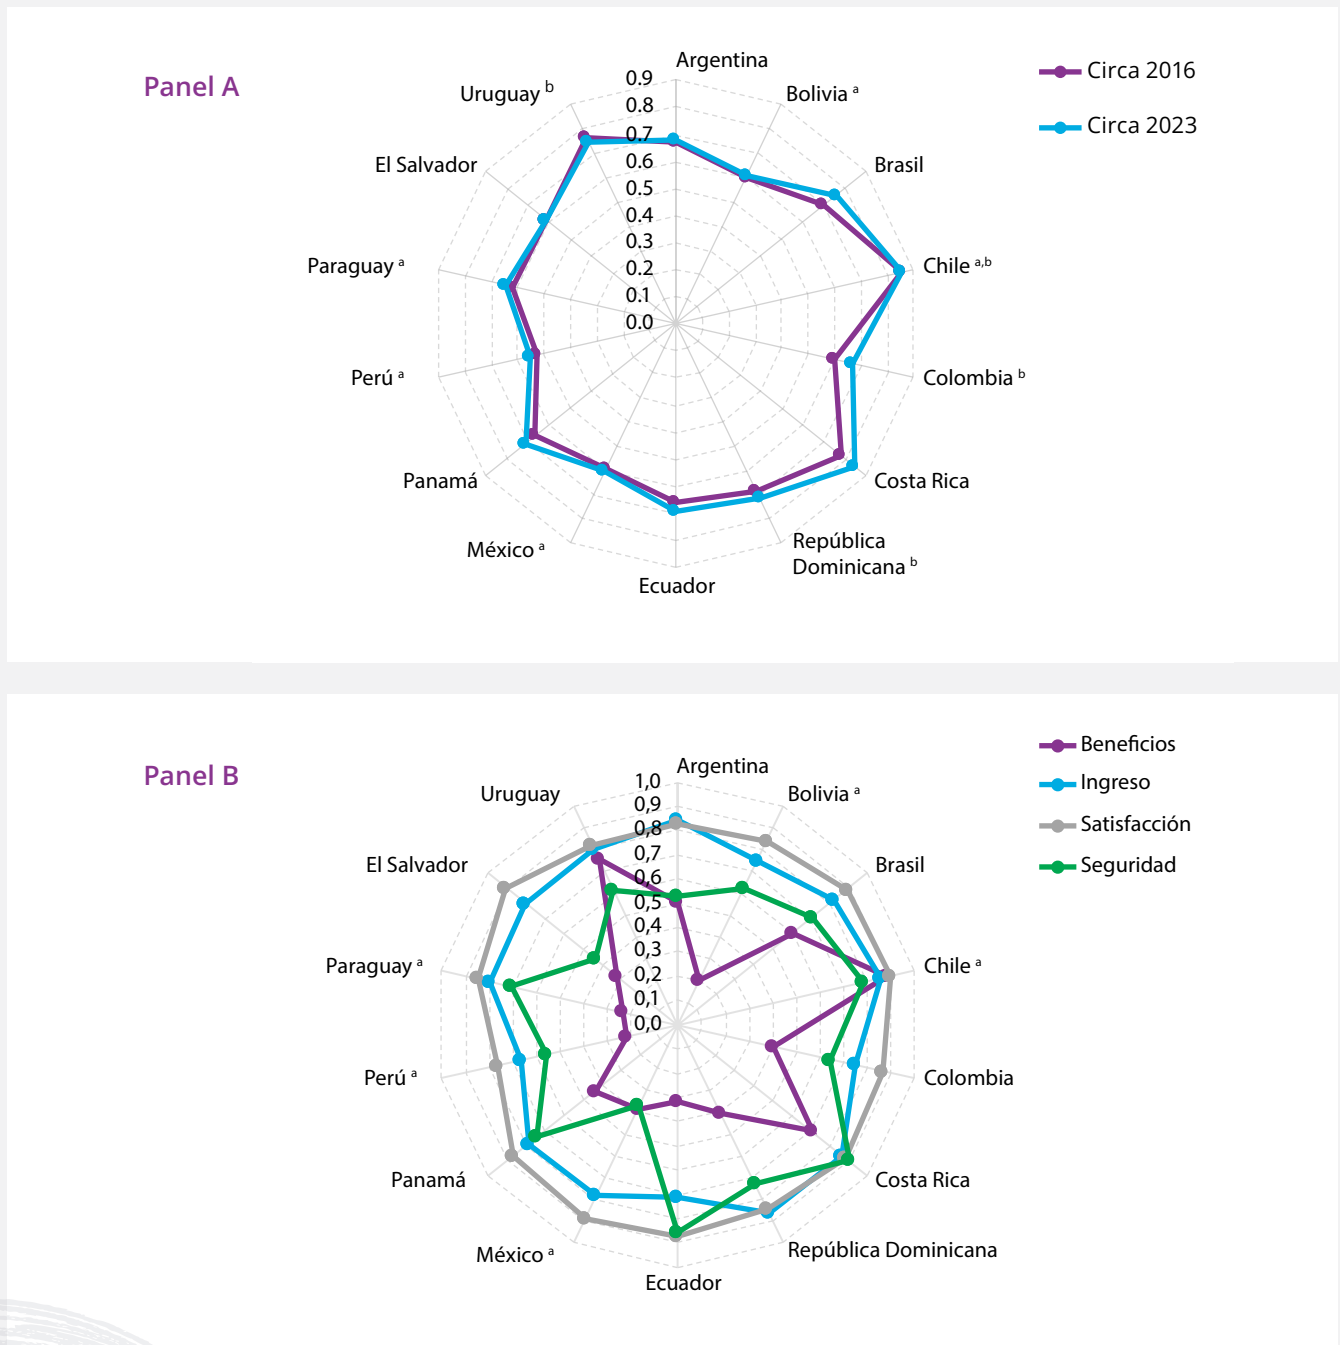 Panel A
Argentina
Bolivia a
Brasil
Chile a,b
Colombia b
Costa Rica
República
Dominicana b
Ecuador
México a
Panamá
Perú a
Paraguay a
El Salvador
Uruguay b
0.9
0.8
0.7
0.6
0.5
0.4
0.3
0.2
0.1
0.0
Circa 2016
Circa 2023
Panel B
Argentina
Bolivia a
Brasil
Chile a
Colombia
Costa Rica
República Dominicana
Ecuador
México a
Panamá
Perú a
Paraguay a
El Salvador
Uruguay
1,0
0,9
0,8
0,7
0,6
0,5
0,4
0,3
0,2
0,1
0,0
Beneficios
Ingreso
Satisfacción
Seguridad